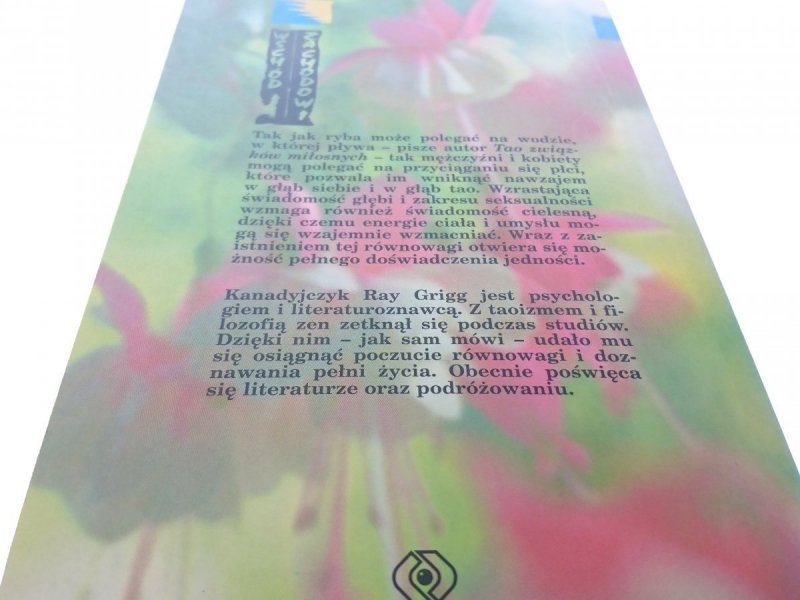 WSCHÓD
ZACHODOWI
Tak jak ryba może polegać na wodzie,
w której pływa – pisze autor Tao związ-
ków miłosnych – tak mężczyźni i kobiety
mogą polegać na przyciąganiu się płci,
które pozwala im wniknąć nawzajem
w głąb siebie i w głąb tao. Wzrastająca
świadomość głębi i zakresu seksualności
wzmaga również świadomość cielesną,
dzięki czemu energie ciała i umysłu mo-
gą się wzajemnie wzmacniać. Wraz z za-
istnieniem tej równowagi otwiera się mo-
żność pełnego doświadczenia jedności.
Kanadyjczyk Ray Grigg jest psycholo-
giem i literaturoznawcą. Z taoizmem i fi-
lozofią zen zetknął się podczas studiów.
Dzięki nim – jak sam mówi – udało mu
się osiągnąć poczucie równowagi i doz-
nawania pełni życia. Obecnie poświęca
się literaturze oraz podróżowaniu.